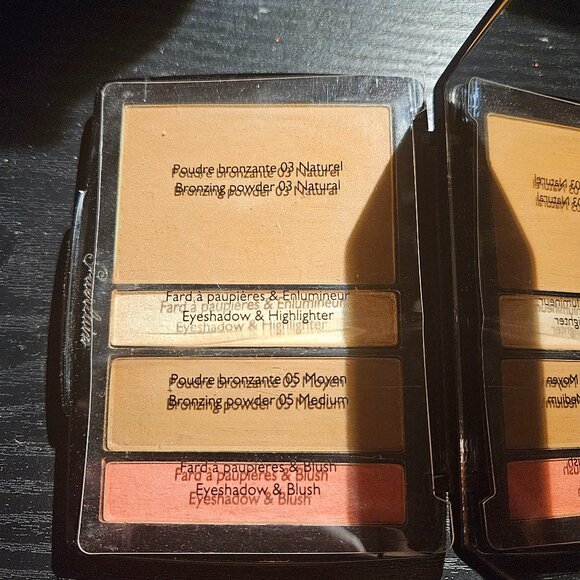 Poudre bronzante 03 Naturel
Bronzing powder 03 Natural
Fard à paupières & Enlumineur
Eyeshadow & Highlighter
Poudre bronzante 05 Moyen
Bronzing powder 05 Medium
Fard à paupières & Blush
Eyeshadow & Blush